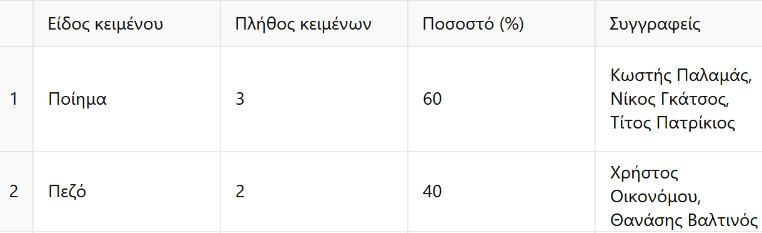 Είδος κειμένου Πλήθος κειμένων Ποσοστό (%) Συγγραφείς
1 Ποίημα 3 60 Κωστής Παλαμάς,
Νίκος Γκάτσος,
Τίτος Πατρίκιος
2 Πεζό 2 40 Χρήστος
Οικονόμου,
Θανάσης Βαλτινός